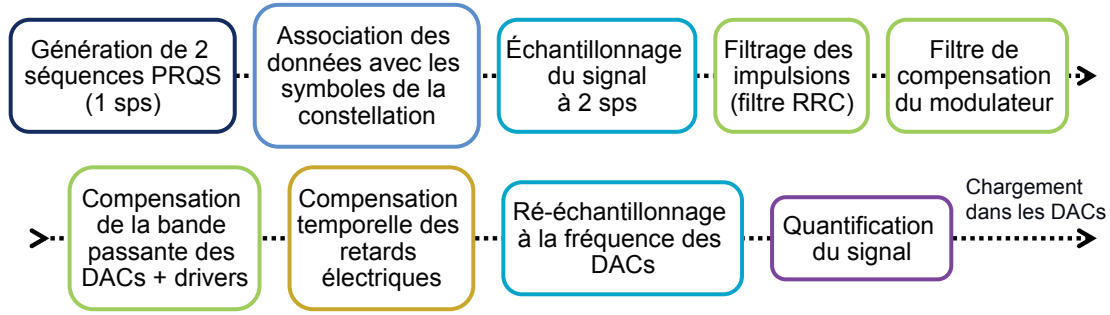 Génération de 2
séquences PRQS
(1 sps)
Association des
données avec les
symboles de la
constellation
Échantillonnage
du signal
à 2 sps
Filtrage des
impulsions
(filtre RRC)
Filtre de
compensation
du modulateur
Compensation
de la bande
passante des
DACs + drivers
Compensation
temporelle des
retards
électriques
Ré-échantillonnage
à la fréquence des
DACs
Quantification
du signal
Chargement
dans les DACs